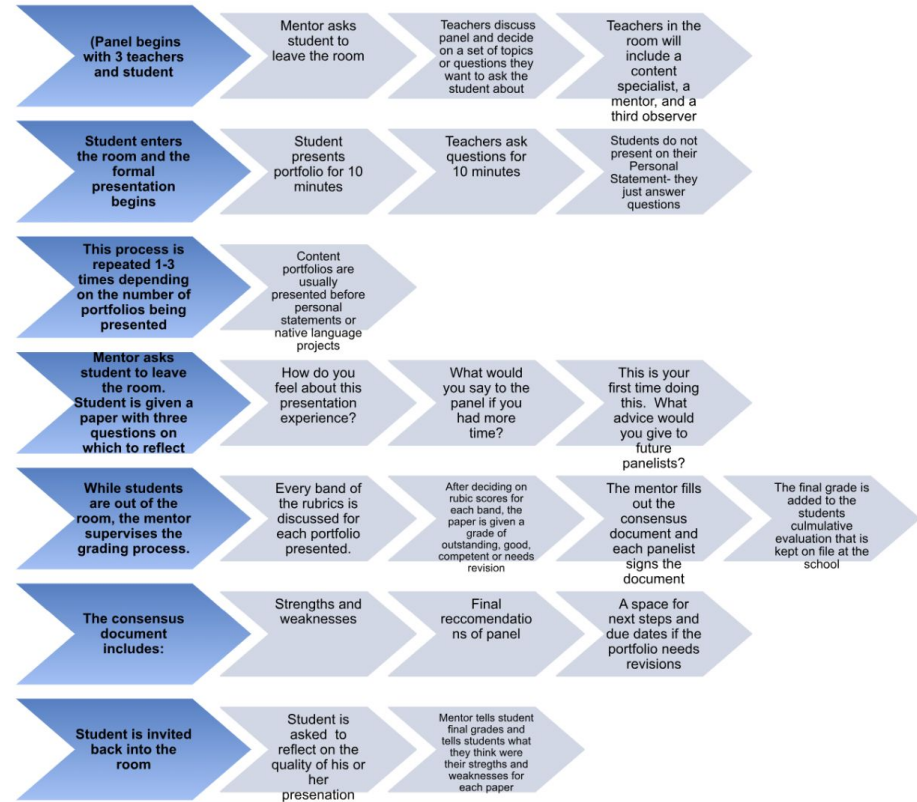 (Panel begins
with 3 teachers
and student
Mentor asks
student to
leave the room
Teachers discuss
panel and decide
on a set of topics
or questions they
want to ask the
student about
Teachers in the
room will
include a
content
specialist, a
mentor, and a
third observer
Student enters
the room and the
formal
presentation
begins
Student
presents
portfolio for 10
minutes
Teachers ask
questions for
10 minutes
Students do not
present on their
Personal
Statement- they
just answer
questions
This process is
repeated 1-3
times depending
on the number of
portfolios being
presented
Content
portfolios are
usually
presented before
personal
statements or
native language
projects
Mentor asks
student to leave
the room.
Student is given a
paper with three
questions on
which to reflect
How do you
feel about this
presentation
experience?
What would
you say to the
panel if you
had more
time?
This is your
first time doing
this. What
advice would
you give to
future
panelists?
While students
are out of the
room, the mentor
supervises the
grading process.
Every band of
the rubrics is
discussed for
each portfolio
presented.
After deciding on
rubic scores for
each band, the
paper is given a
grade of
outstanding, good,
competent or needs
revision
The mentor fills
out the
consensus
document and
each panelist
signs the
document
The final grade is
added to the
students
culmulative
evaluation that is
kept on file at the
school
The consensus
document
includes:
Strengths and
weaknesses
Final
reccomendatio
ns of panel
A space for
next steps and
due dates if the
portfolio needs
revisions
Student is invited
back into the
room
Student is
asked to
reflect on the
quality of his or
her
presenation
Mentor tells student
final grades and
tells students what
they think were
their stregths and
weaknesses for
each paper